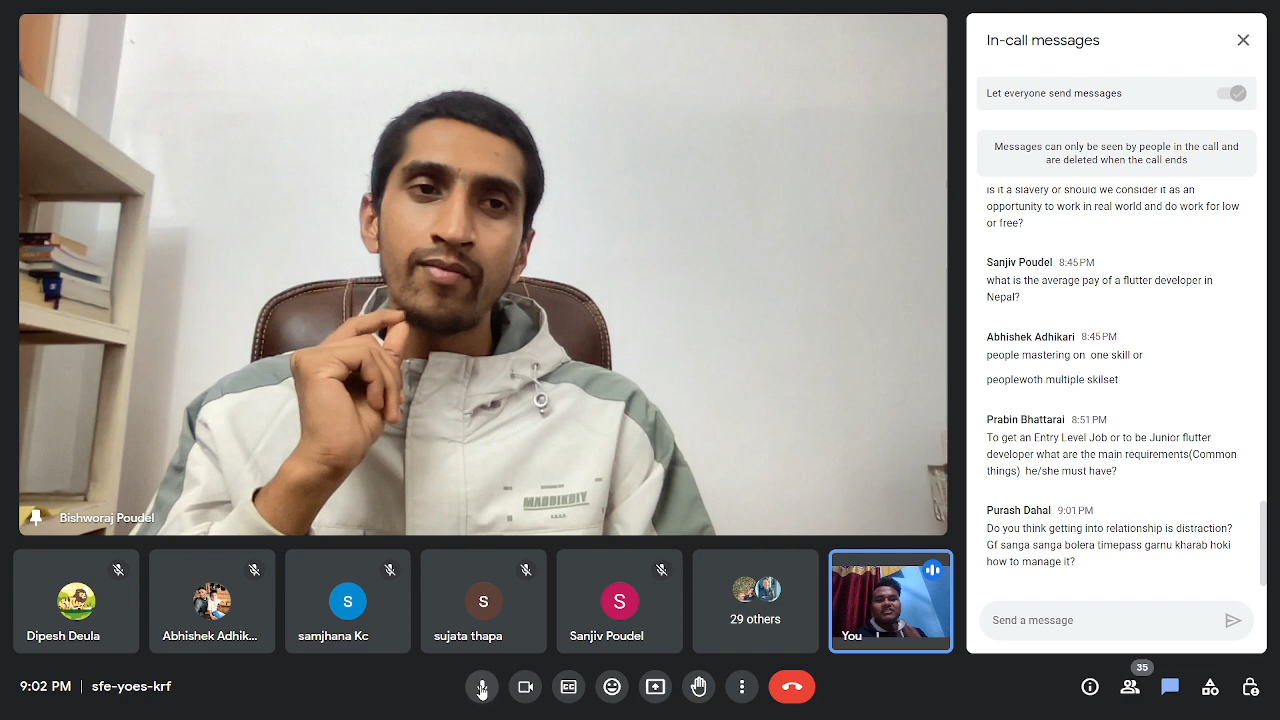 In-call messages
Let everyone send messages
Messages can only be seen by people in the call and
are deleted when the call ends
is it a slavery or should we consider it as an
opportunity to work in real world and do work for low
or free?
Sanjiv Poudel 8:45 PM
what is the average pay of a flutter developer in
Nepal?
Abhishek Adhikari 8:45 PM
people mastering on one skill or
peoplewoth multiple skilset
Prabin Bhattarai 8:51 PM
To get an Entry Level Job or to be Junior flutter
developer what are the main requirements(Common
things) he/she must have?
Purash Dahal 9:01 PM
Do you think getting into relationship is distraction?
Gf sanga sanga bolera timepass garnu kharab hoki
how to manage it?
Send a message
Bishworaj Poudel
Dipesh Deula
Abhishek Adhik...
S
samjhana Kc
S
sujata thapa
S
Sanjiv Poudel
29 others
You
9:02 PM | sfe-yoes-krf
35